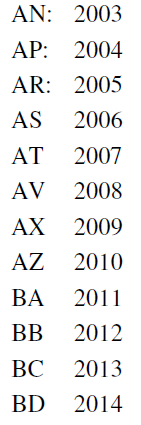 AN: 2003
AP: 2004
AR: 2005
AS 2006
AT 2007
AV 2008
AX 2009
AZ 2010
BA 2011
BB 2012
BC 2013
BD 2014